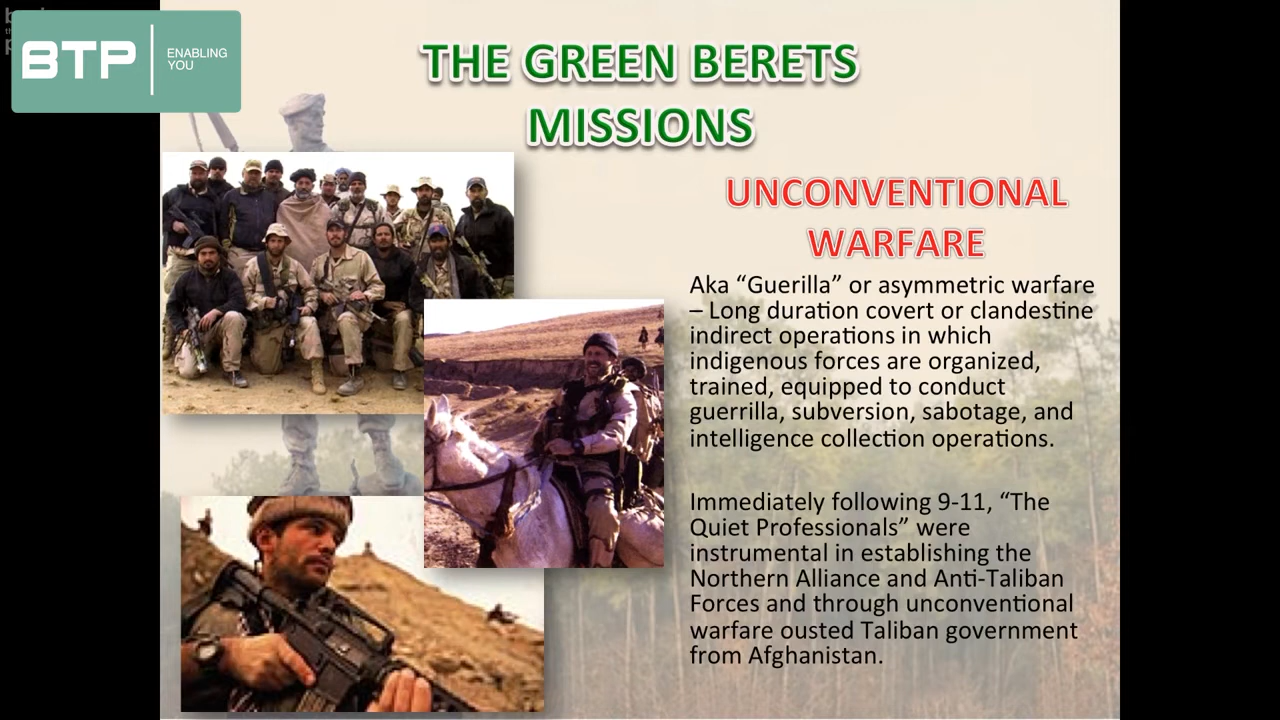 BTP
ENABLING
YOU
THE GREEN BERETS
MISSIONS
UNCONVENTIONAL
WARFARE
Aka “Guerilla” or asymmetric warfare
– Long duration covert or clandestine
indirect operations in which
indigenous forces are organized,
trained, equipped to conduct
guerrilla, subversion, sabotage, and
intelligence collection operations.
Immediately following 9-11, “The
Quiet Professionals” were
instrumental in establishing the
Northern Alliance and Anti-Taliban
Forces and through unconventional
warfare ousted Taliban government
from Afghanistan.